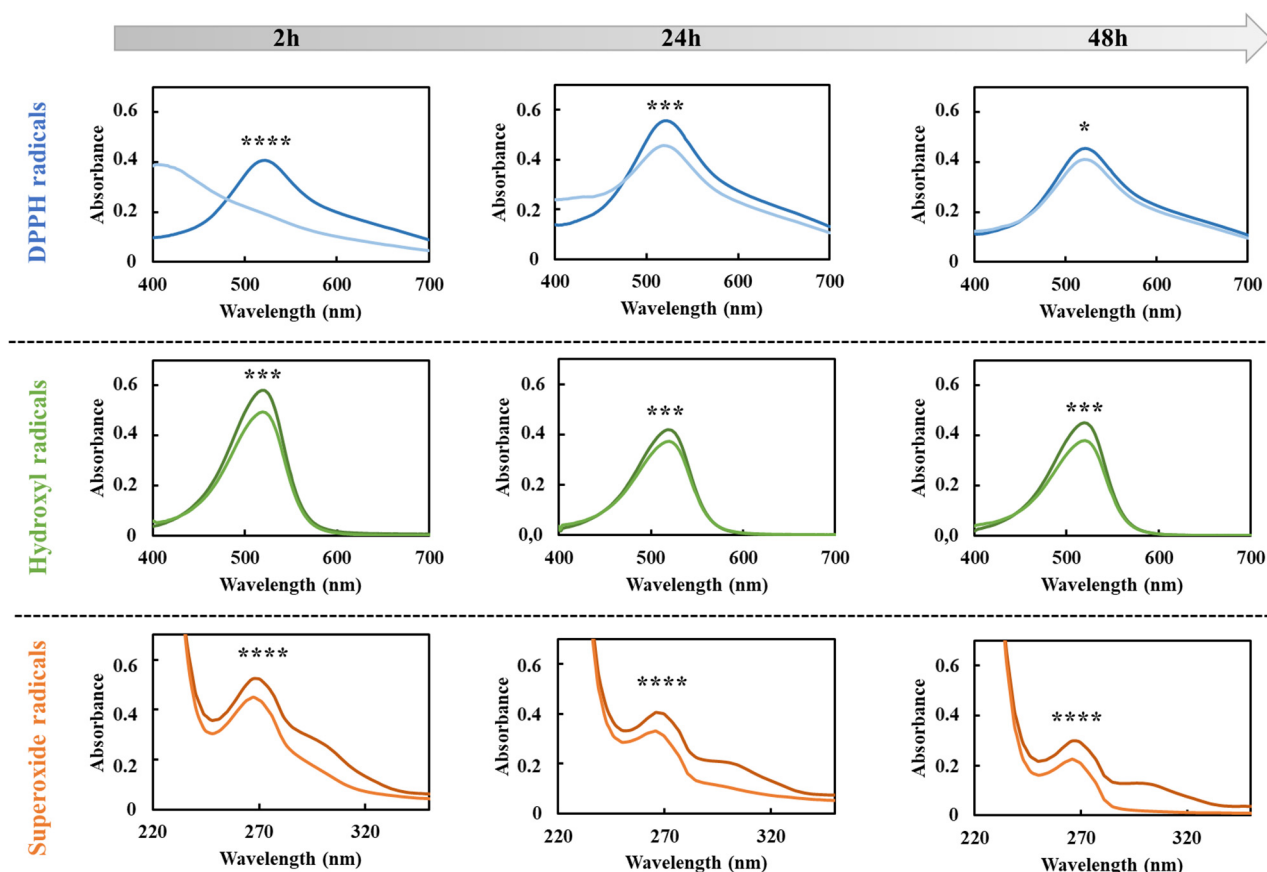 2h 24h 48h
DPPH radicals
**** *** *
Absorbance 0.6 0.4 0.2 0 Absorbance 0.6 0.4 0.2 0 Absorbance 0.6 0.4 0.2 0
400 500 600 700 400 500 600 700 400 500 600 700
Wavelength (nm) Wavelength (nm) Wavelength (nm)
Hydroxyl radicals
*** *** ***
Absorbance 0.6 0.4 0.2 0 Absorbance 0.6 0.4 0.2 0,0 Absorbance 0.6 0.4 0.2 0,0
400 500 600 700 400 500 600 700 400 500 600 700
Wavelength (nm) Wavelength (nm) Wavelength (nm)
Superoxide radicals
**** **** ****
Absorbance 0.6 0.4 0.2 0 Absorbance 0.6 0.4 0.2 0 Absorbance 0.6 0.4 0.2 0
220 270 320 220 270 320 220 270 320
Wavelength (nm) Wavelength (nm) Wavelength (nm)